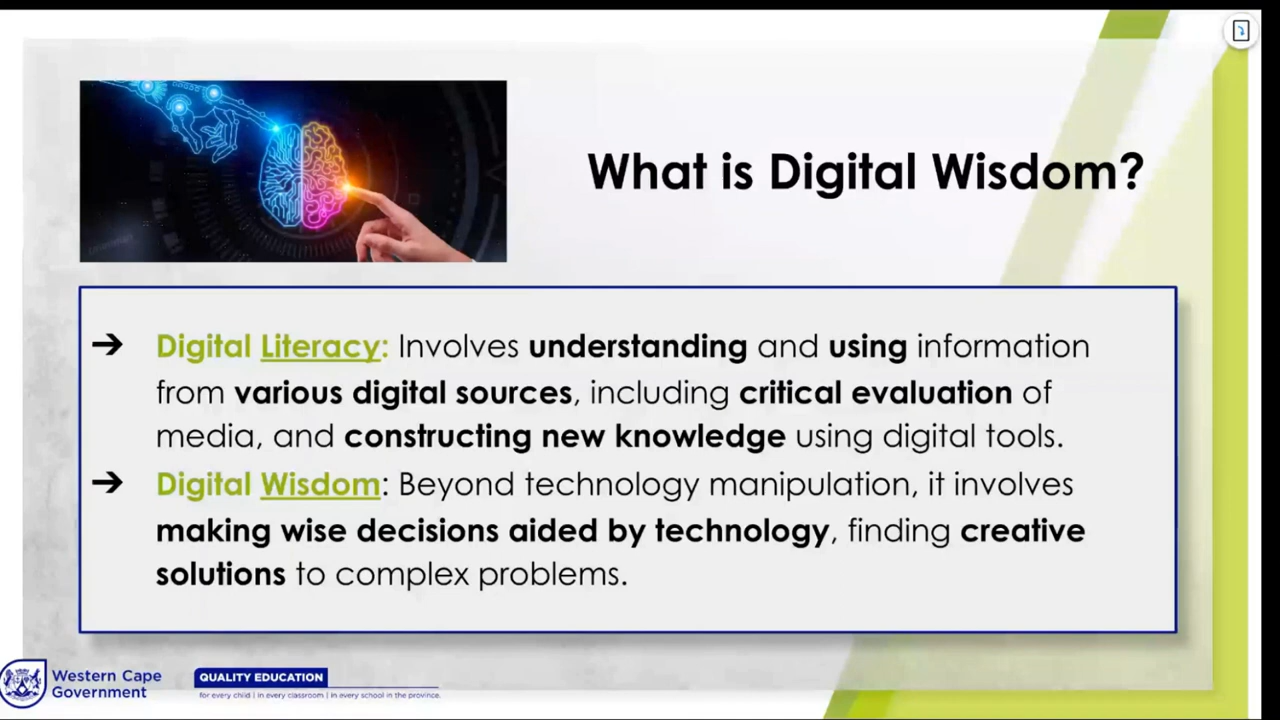 What is Digital Wisdom?
➔ Digital Literacy: Involves understanding and using information
from various digital sources, including critical evaluation of
media, and constructing new knowledge using digital tools.
➔ Digital Wisdom: Beyond technology manipulation, it involves
making wise decisions aided by technology, finding creative
solutions to complex problems.
Western Cape
Government
QUALITY EDUCATION
for every child | in every classroom | in every school in the province.